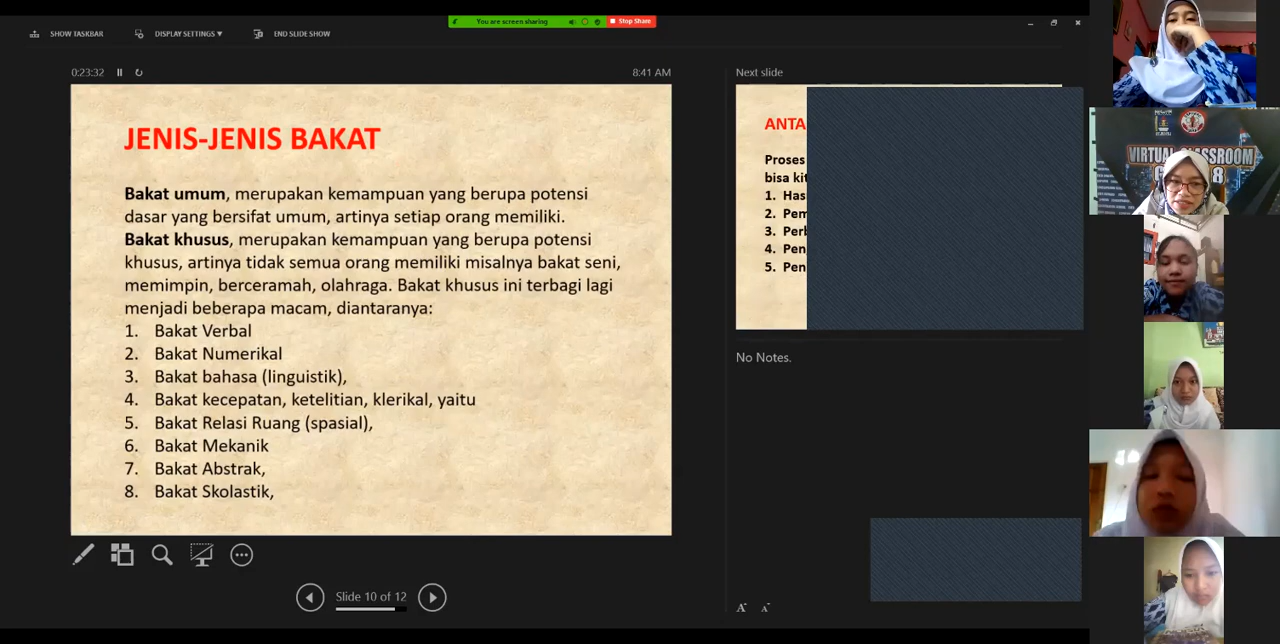 You are screen sharing
Stop Share
SHOW TASKBAR
DISPLAY SETTINGS
END SLIDE SHOW
0:23:32
8:41 AM
JENIS-JENIS BAKAT
Bakat umum, merupakan kemampuan yang berupa potensi
dasar yang bersifat umum, artinya setiap orang memiliki.
Bakat khusus, merupakan kemampuan yang berupa potensi
khusus, artinya tidak semua orang memiliki misalnya bakat seni,
memimpin, berceramah, olahraga. Bakat khusus ini terbagi lagi
menjadi beberapa macam, diantaranya:
1. Bakat Verbal
2. Bakat Numerikal
3. Bakat bahasa (linguistik),
4. Bakat kecepatan, ketelitian, klerikal, yaitu
5. Bakat Relasi Ruang (spasial),
6. Bakat Mekanik
7. Bakat Abstrak,
8. Bakat Skolastik,
Slide 10 of 12
Next slide
ANTA
Proses
bisa kit
1. Has
2. Pem
3. Perb
4. Pen
5. Pen
No Notes.
A A
VIRTUAL CLASSROOM